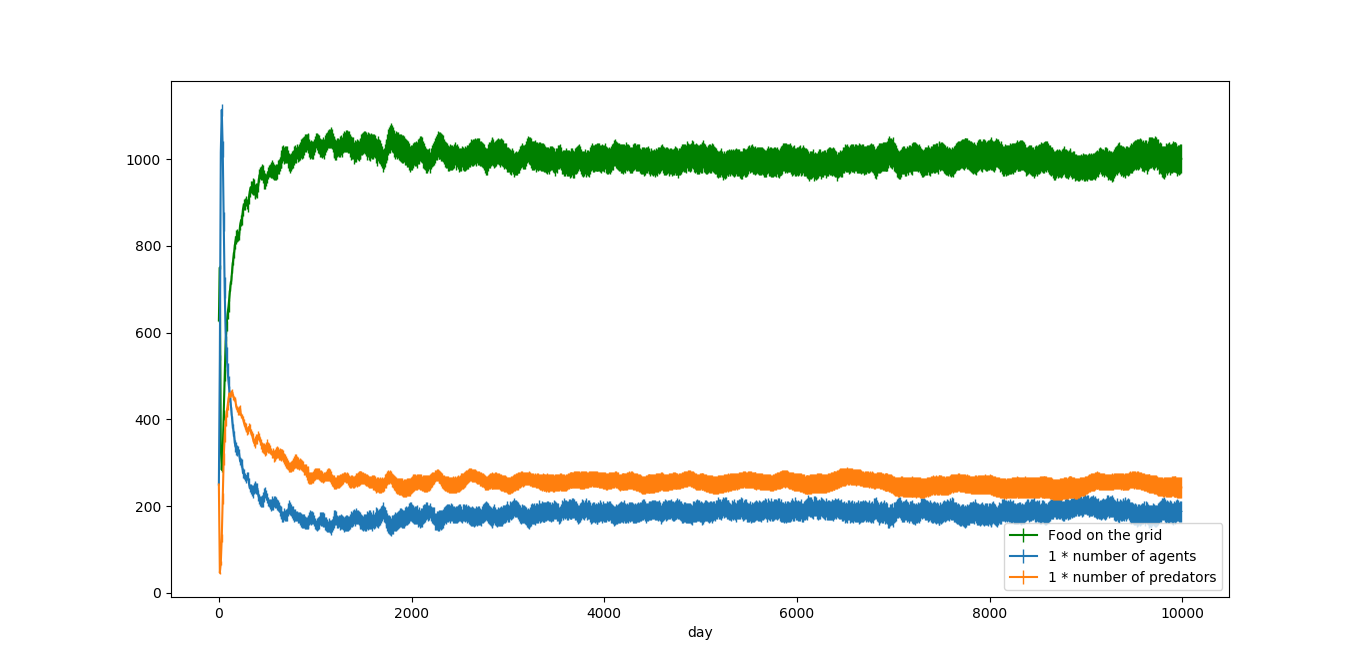 1000
800
600
400
200
0
Food on the grid
1 * number of agents
1 * number of predators
0 2000 4000 6000 8000 10000
day